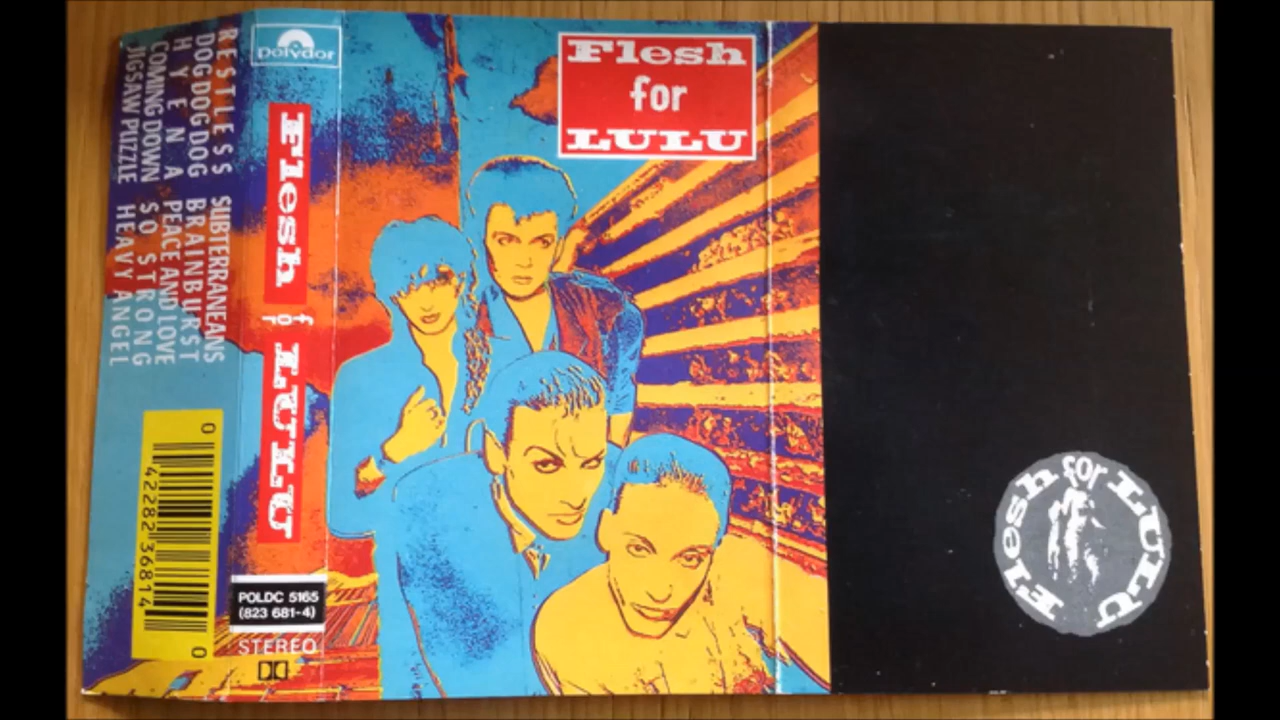 RESTLESS
DOG DOG DOG
HYENA
COMING DOWN
JIGSAW PUZZLE
SUBTERRANEANS
BRAINBURST
PEACE AND LOVE
SO STRONG
HEAVY ANGEL
0 42282 36814 0
polydor
Flesh
for
LULU
POLDC 5165
(823 681-4)
STEREO
Flesh
for
LULU
Flesh for LULU